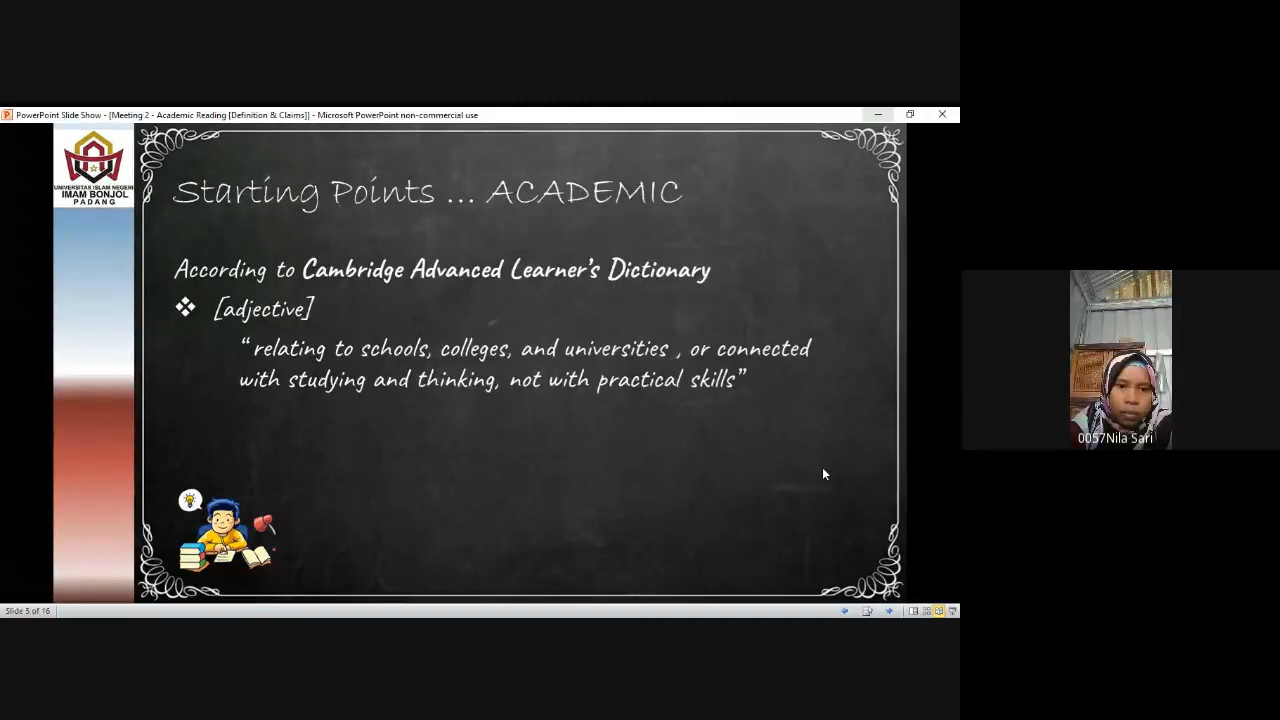 PowerPoint Slide Show - [Meeting 2 - Academic Reading [Definition & Claims]] - Microsoft PowerPoint non-commercial use
UNIVERSITAS ISLAM NEGERI
IMAM BONJOL
PADANG
Starting Points ... ACADEMIC
According to Cambridge Advanced Learner's Dictionary
❖ [adjective]
“ relating to schools, colleges, and universities , or connected
with studying and thinking, not with practical skills”
0057Nila Sari
Slide 5 of 16